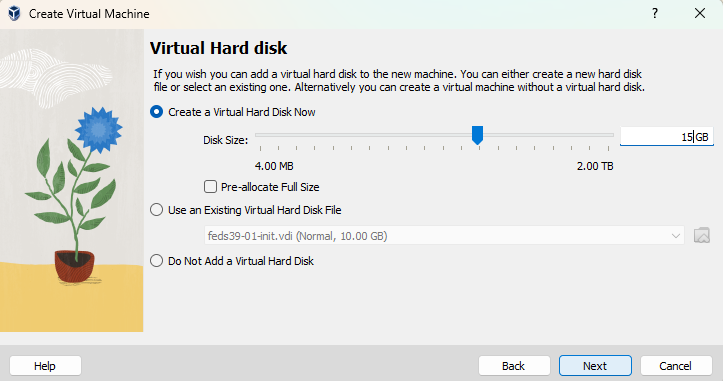 Create Virtual Machine
Virtual Hard disk
If you wish you can add a virtual hard disk to the new machine. You can either create a new hard disk
file or select an existing one. Alternatively you can create a virtual machine without a virtual hard disk.
Create a Virtual Hard Disk Now
Disk Size:
15 GB
4.00 MB
2.00 TB
Pre-allocate Full Size
Use an Existing Virtual Hard Disk File
feds39-01-init.vdi (Normal, 10.00 GB)
Do Not Add a Virtual Hard Disk
Help
Back
Next
Cancel